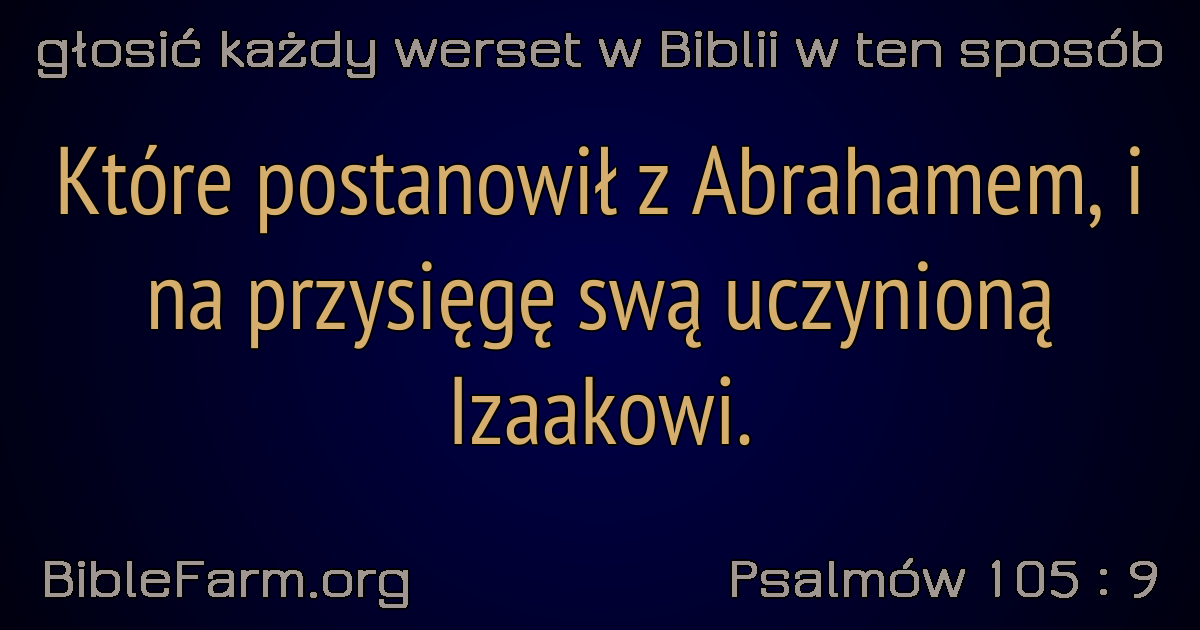 głosić każdy werset w Biblii w ten sposób
Które postanowił z Abrahamem, i
na przysięgę swą uczynioną
Izaakowi.
BibleFarm.org
Psalmów 105 : 9